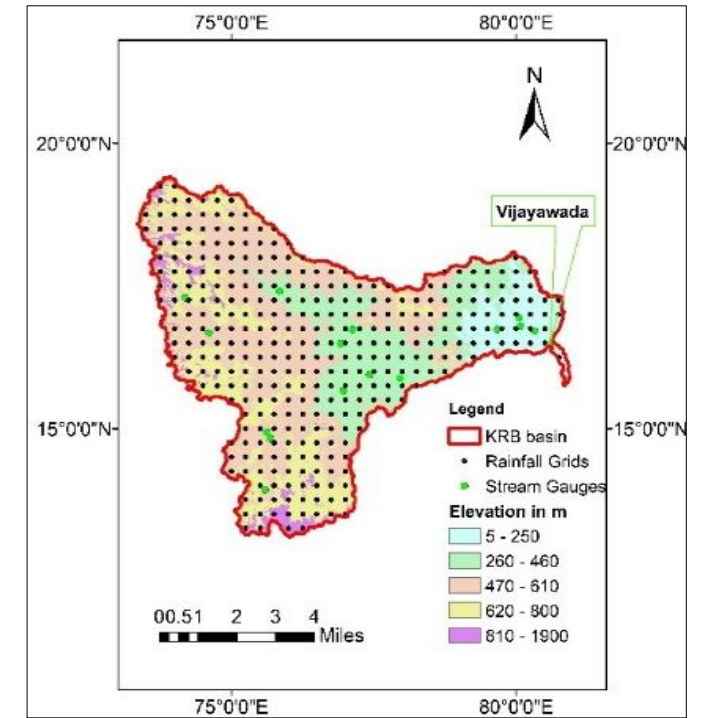 75°0'0"E 80°0'0"E
N
20°0'0"N 20°0'0"N
Vijayawada
15°0'0"N 15°0'0"N
Legend
KRB basin
Rainfall Grids
Stream Gauges
Elevation in m
5 - 250
260 - 460
470 - 610
620 - 800
810 - 1900
00.51 2 3 4
Miles
75°0'0"E 80°0'0"E